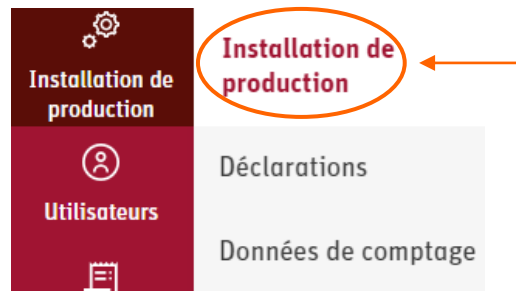 Installation de
production
Utilisateurs
Installation de
production
Déclarations
Données de comptage